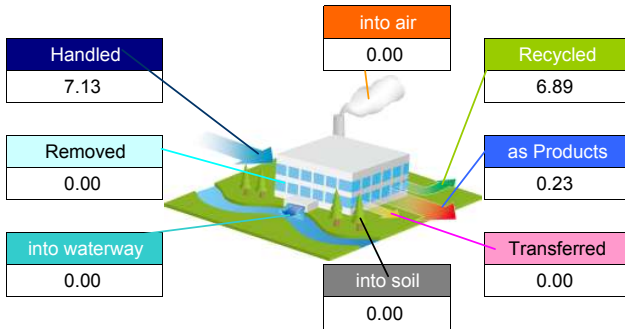 into air
0.00
Handled
7.13
Recycled
6.89
Removed
0.00
as Products
0.23
into waterway
0.00
into soil
0.00
Transferred
0.00